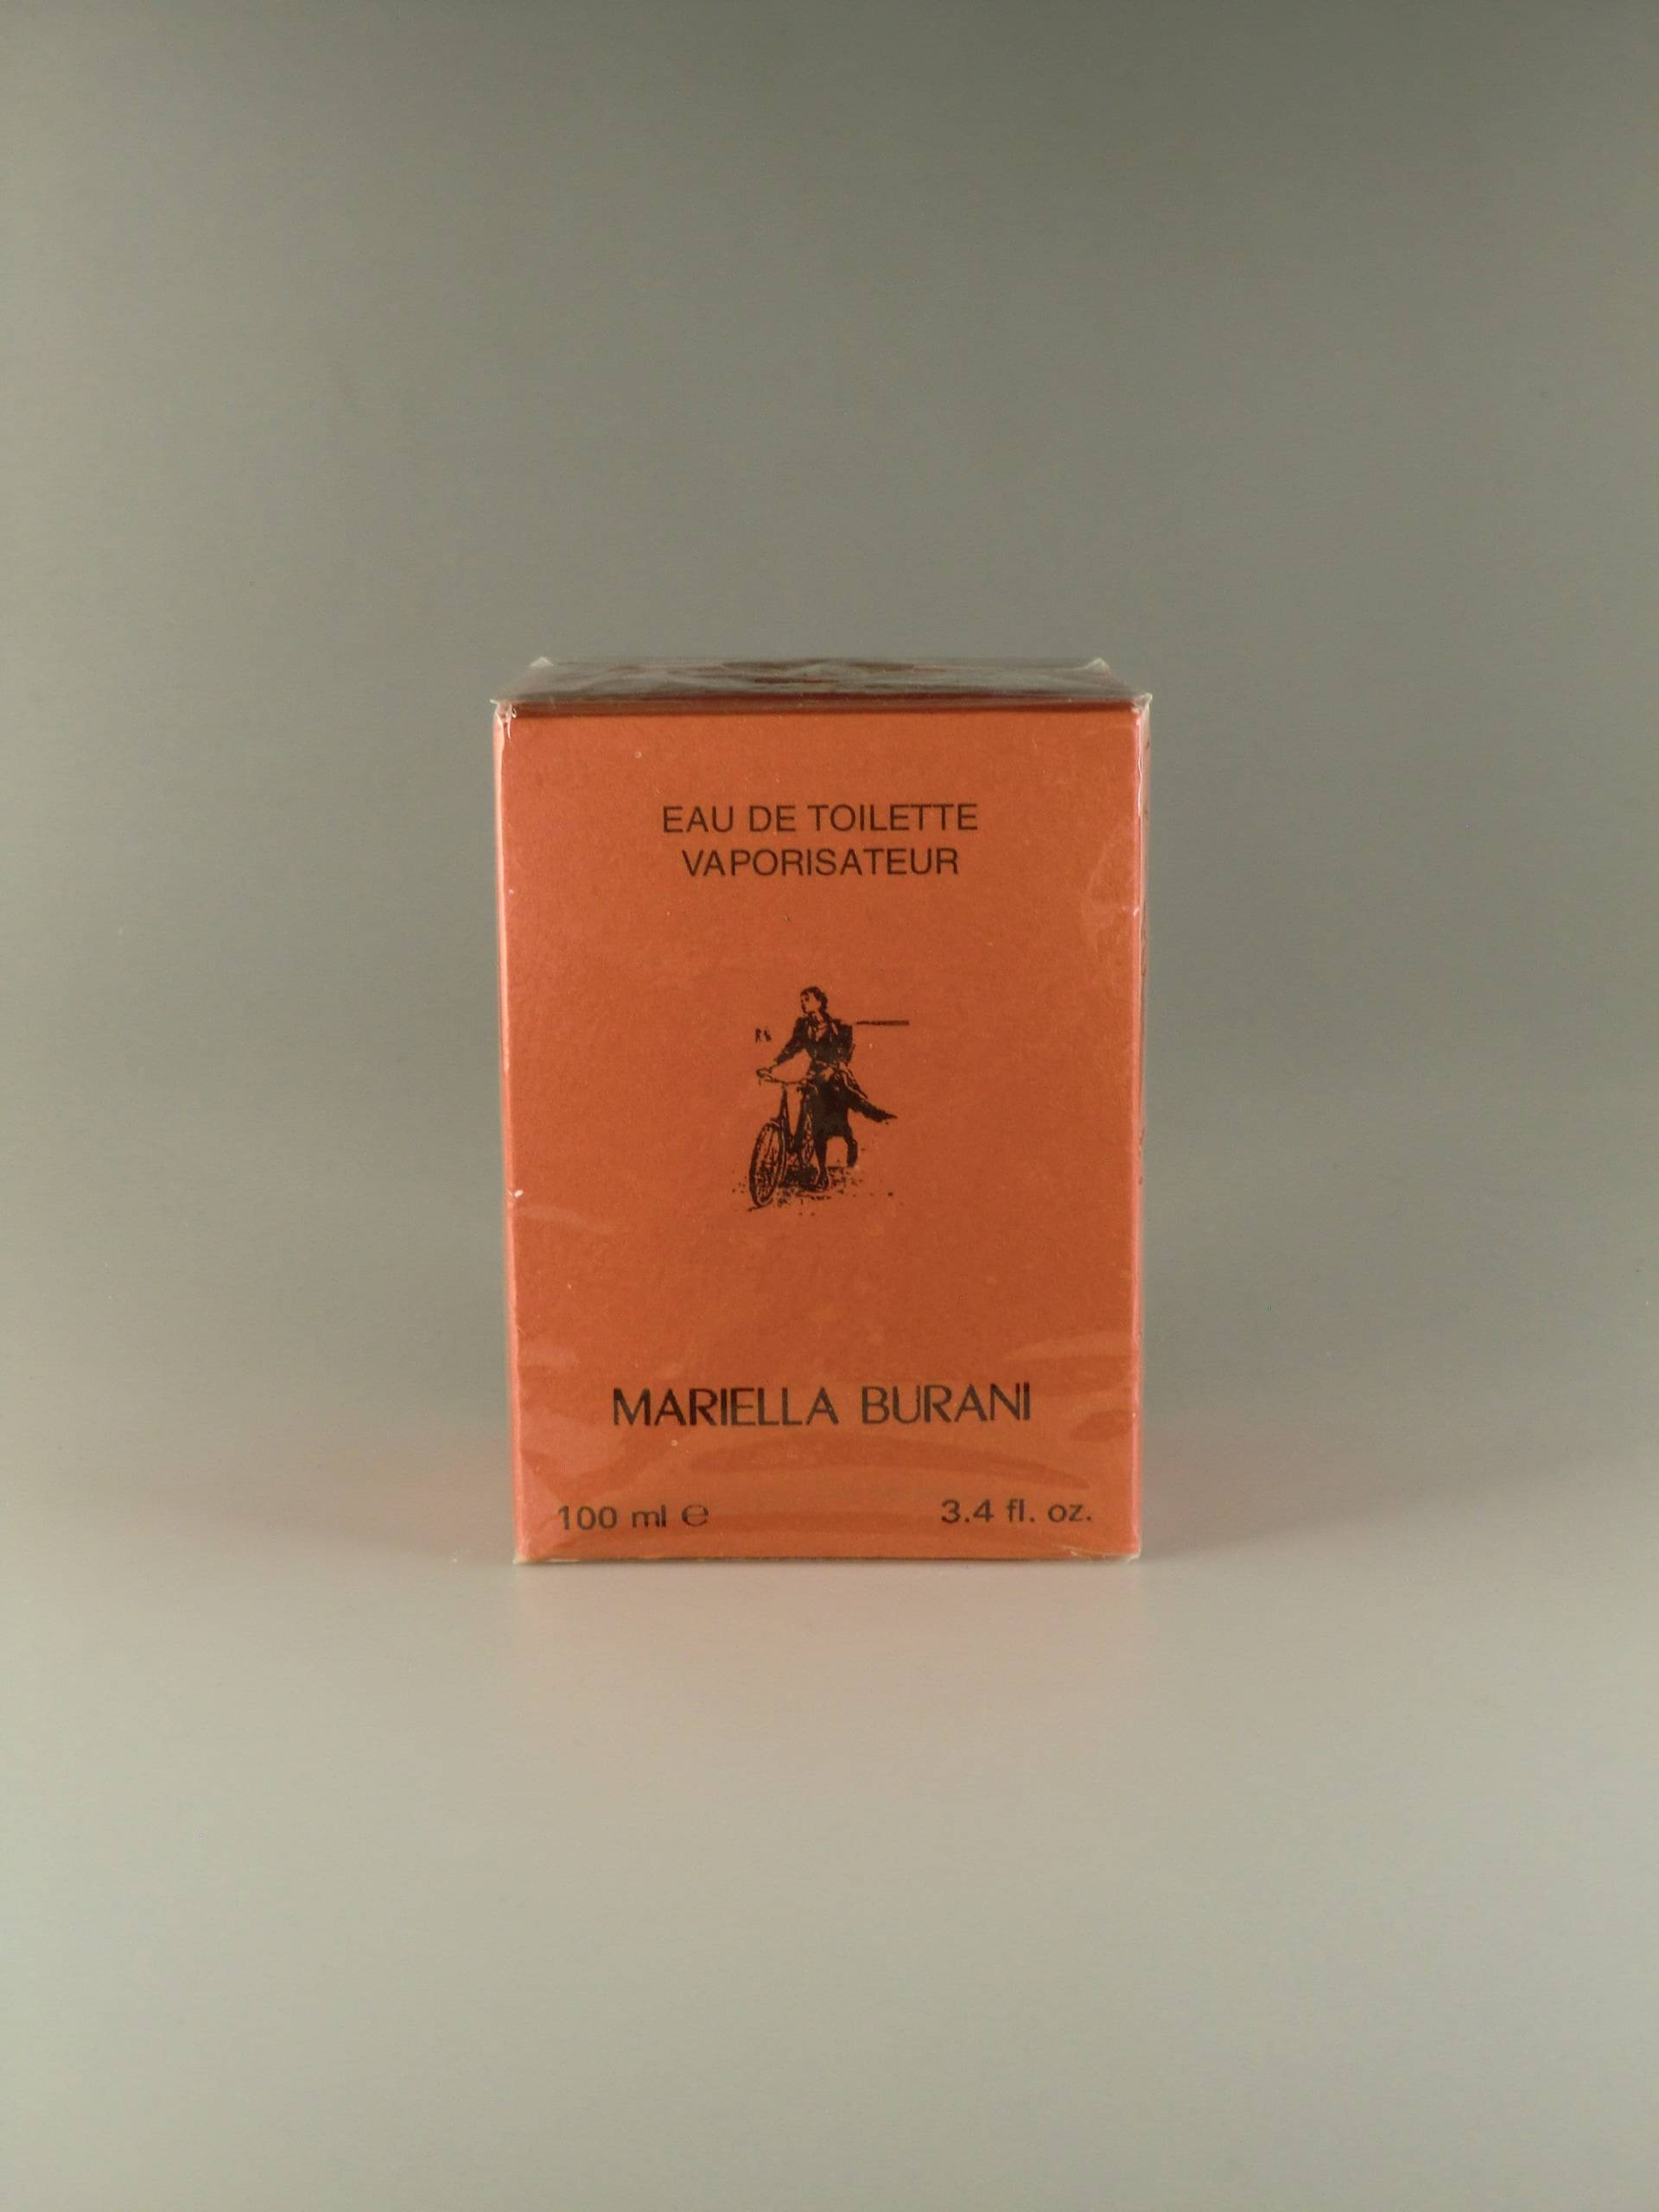 EAU DE TOILETTE
VAPORISATEUR
MARIELLA BURANI
100 ml ℮ 3.4 fl. oz.